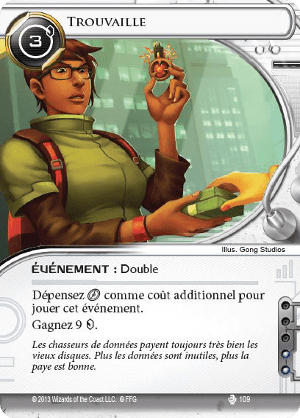 Trouvaille
3
Illus. Gong Studios
ÉVÉNEMENT : Double
Dépensez comme coût additionnel pour
jouer cet événement.
Gagnez 9 .
Les chasseurs de données payent toujours très bien les
vieux disques. Plus les données sont inutiles, plus la
paye est bonne.
© 2013 Wizards of the Coast LLC. © FFG
109